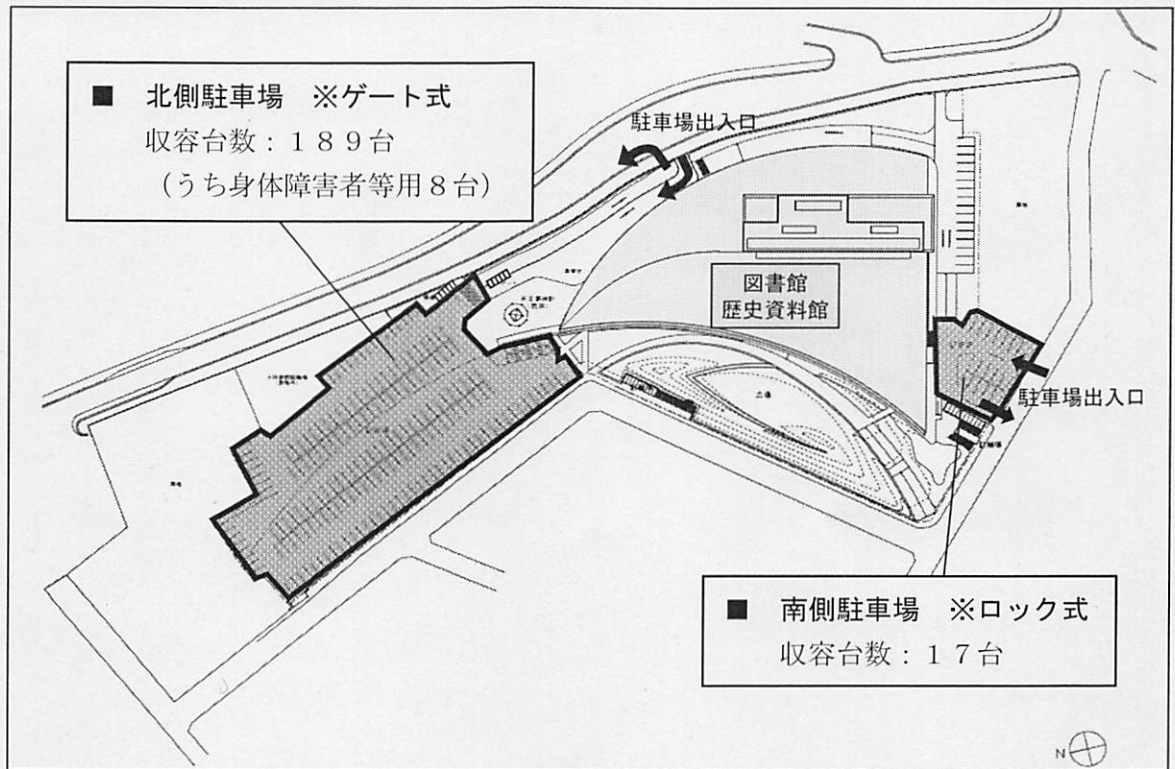 ■ 北側駐車場 ※ゲート式
収容台数：１８９台
（うち身体障害者等用８台）
駐車場出入口
図書館
歴史資料館
広場
駐車場出入口
■ 南側駐車場 ※ロック式
収容台数：１７台
N